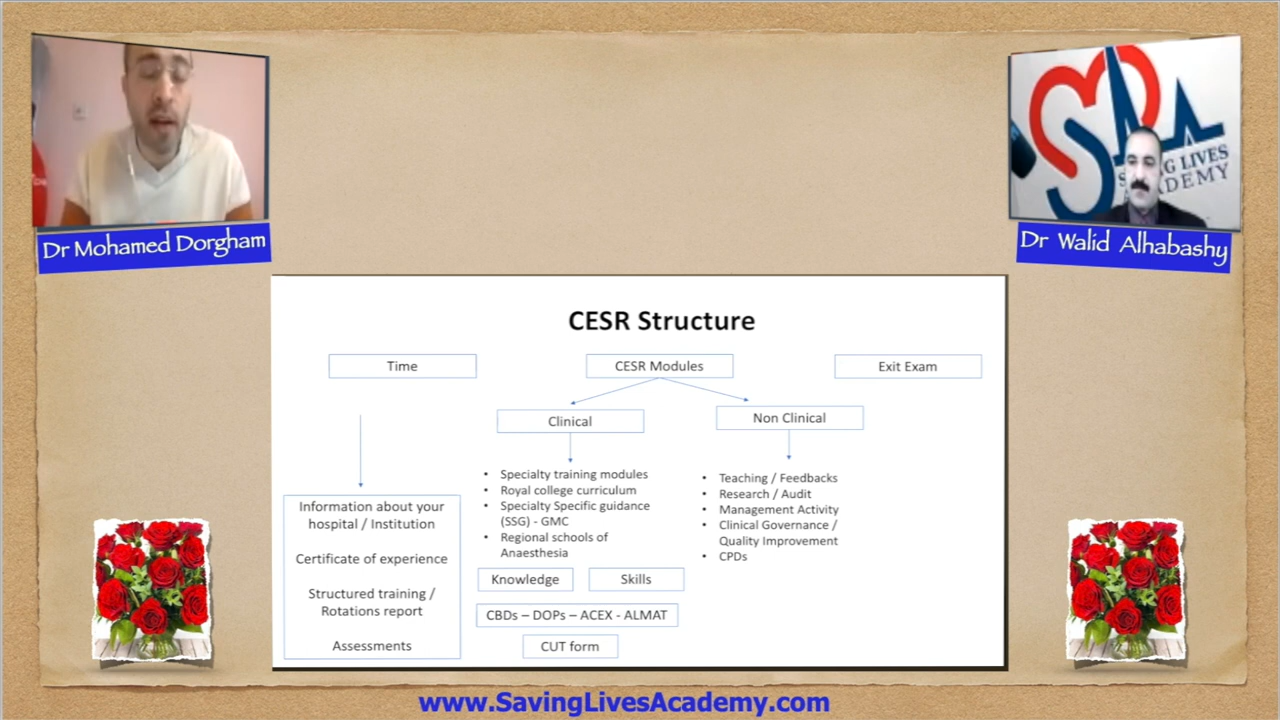 Dr Mohamed Dorgham
SAVING LIVES
ACADEMY
Dr Walid Alhabashy
CESR Structure
Time
CESR Modules
Exit Exam
Clinical
Non Clinical
Information about your
hospital / Institution
Certificate of experience
Structured training /
Rotations report
Assessments
• Specialty training modules
• Royal college curriculum
• Specialty Specific guidance
(SSG) - GMC
• Regional schools of
Anaesthesia
Knowledge
Skills
CBDs – DOPs – ACEX - ALMAT
CUT form
• Teaching / Feedbacks
• Research / Audit
• Management Activity
• Clinical Governance /
Quality Improvement
• CPDs
www.SavingLivesAcademy.com